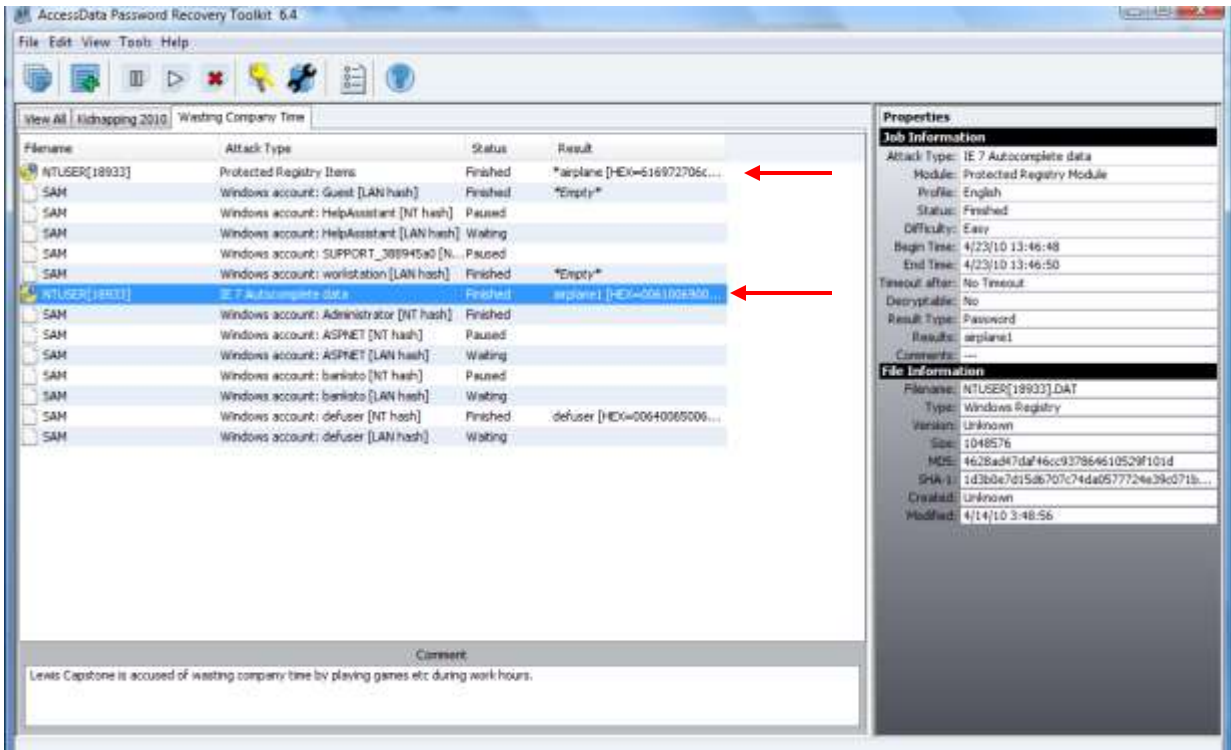 AccessData Password Recovery Toolkit 6.4
File Edit View Tools Help
View All Kidnapping 2010 Wasting Company Time
Filename Attack Type Status Result
NTUSER[18933] Protected Registry Items Finished *airplane [HEX=616972706c...
SAM Windows account: Guest [LAN hash] Finished *Empty*
SAM Windows account: HelpAssistant [NT hash] Paused
SAM Windows account: HelpAssistant [LAN hash] Waiting
SAM Windows account: SUPPORT_388945a0 [N... Paused
SAM Windows account: workstation [LAN hash] Finished *Empty*
NTUSER[18933] IE 7 Autocomplete data Finished airplane1 [HEX=0061006900...
SAM Windows account: Administrator [NT hash] Finished
SAM Windows account: ASPNET [NT hash] Paused
SAM Windows account: ASPNET [LAN hash] Waiting
SAM Windows account: [NT hash] Paused
SAM Windows account: [LAN hash] Waiting
SAM Windows account: defuser [NT hash] Finished defuser [HEX=00640065006...
SAM Windows account: defuser [LAN hash] Waiting
Comment
Lewis Capstone is accused of wasting company time by playing games etc during work hours.
Properties
Job Information
Attack Type: IE 7 Autocomplete data
Module: Protected Registry Module
Profile: English
Status: Finished
Difficulty: Easy
Begin Time: 4/23/10 13:46:48
End Time: 4/23/10 13:46:50
Timeout after: No Timeout
Decryptable: No
Result Type: Password
Results: airplane1
Comments: ---
File Information
Filename: NTUSER[18933].DAT
Type: Windows Registry
Version: Unknown
Size: 1048576
MD5: 4628ad47daf46cc937864610529f101d
SHA-1: 1d3b0e7d15d6707c74da0577724e39c071b...
Created: Unknown
Modified: 4/14/10 3:48:56